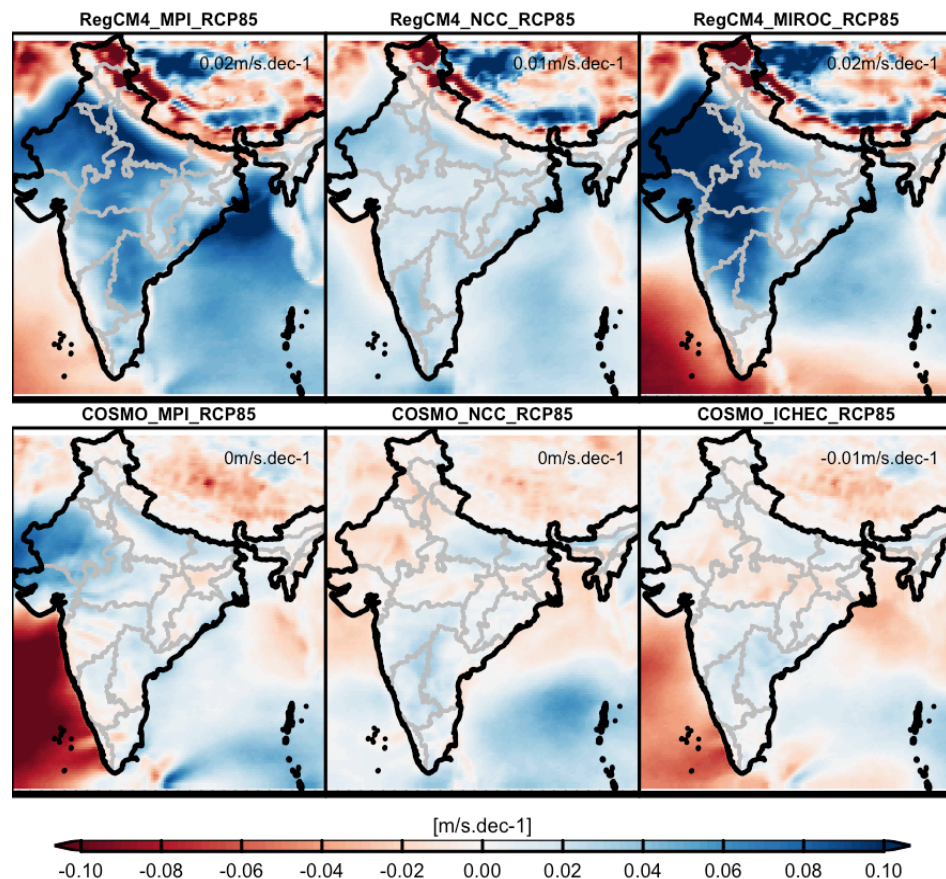 RegCM4_MPI_RCP85
RegCM4_NCC_RCP85
RegCM4_MIROC_RCP85
0.02m/s.dec-1
0.01m/s.dec-1
0.02m/s.dec-1
COSMO_MPI_RCP85
COSMO_NCC_RCP85
COSMO_ICHEC_RCP85
0m/s.dec-1
0m/s.dec-1
-0.01m/s.dec-1
[m/s.dec-1]
-0.10 -0.08 -0.06 -0.04 -0.02 0.00 0.02 0.04 0.06 0.08 0.10